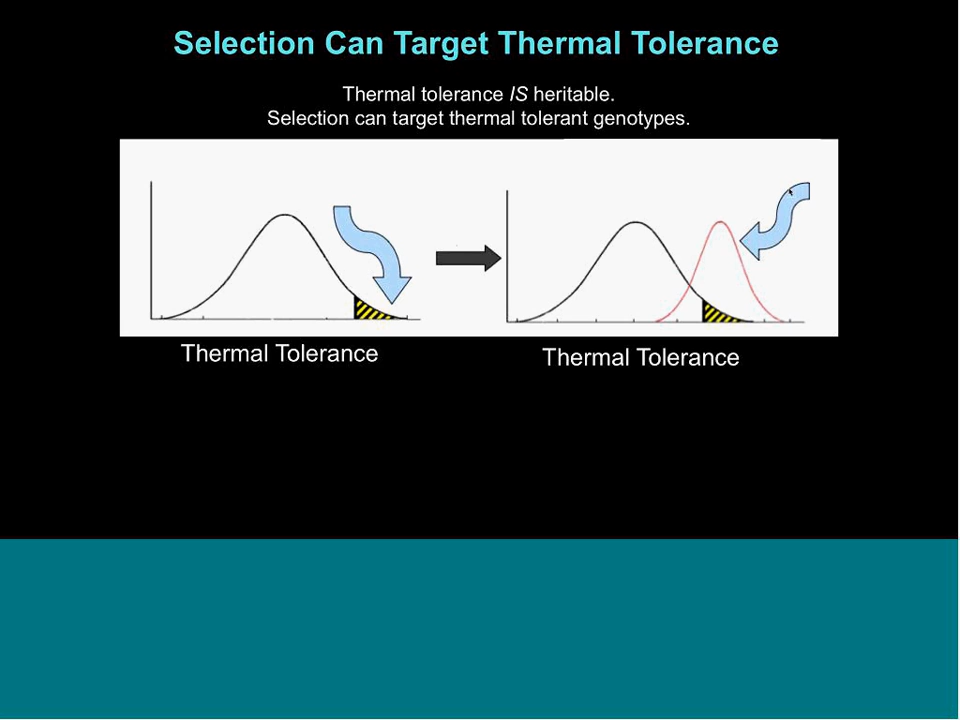 Selection Can Target Thermal Tolerance
Thermal tolerance IS heritable.
Selection can target thermal tolerant genotypes.
Thermal Tolerance
Thermal Tolerance